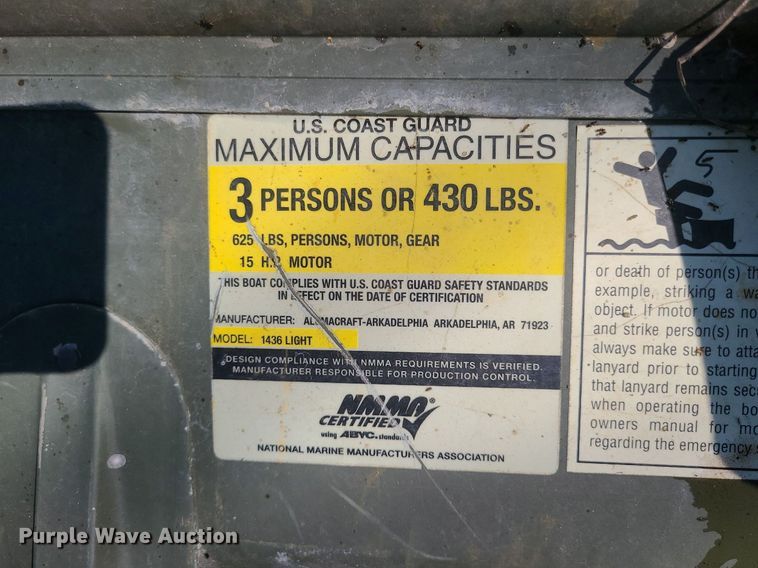 U.S. COAST GUARD
MAXIMUM CAPACITIES
3 PERSONS OR 430 LBS.
625 LBS, PERSONS, MOTOR, GEAR
15 H.P. MOTOR
THIS BOAT COMPLIES WITH U.S. COAST GUARD SAFETY STANDARDS
IN EFFECT ON THE DATE OF CERTIFICATION
MANUFACTURER: ALUMACRAFT-ARKADELPHIA ARKADELPHIA, AR 71923
MODEL: 1436 LIGHT
DESIGN COMPLIANCE WITH NMMA REQUIREMENTS IS VERIFIED.
MANUFACTURER RESPONSIBLE FOR PRODUCTION CONTROL.
NMMA®
CERTIFIED
using ABYC. standards
NATIONAL MARINE MANUFACTURERS ASSOCIATION
or death of person(s) th
example, striking a wa
object. If motor does no
and strike person(s) in
always make sure to atta
lanyard prior to starting
that lanyard remains sec
when operating the bo
owners manual for mo
regarding the emergency
Purple Wave Auction